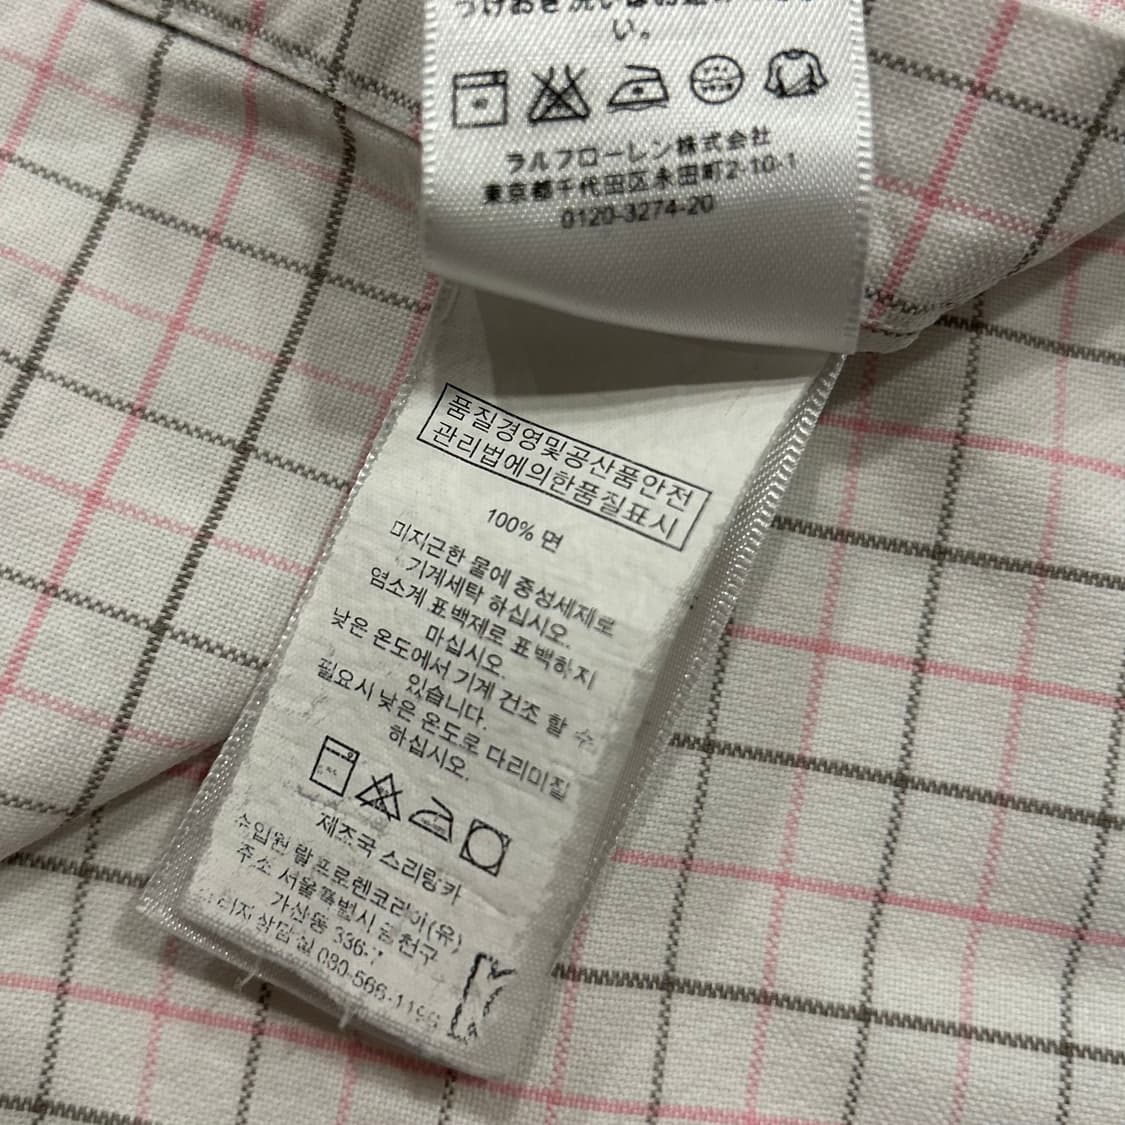 い。
ラルフローレン株式会社
東京都千代田区永田町2-10-1
0120-3274-20
품질경영및공산품안전
관리법에의한품질표시
100% 면
미지근한 물에 중성세제로
기계세탁 하십시오.
염소계 표백제로 표백하지
마십시오.
낮은 온도에서 기계 건조 할 수
있습니다.
필요시 낮은 온도로 다리미질
하십시오.
제조국 스리랑카
수입원 랄프로렌코리아(유)
주소 서울특별시 금천구
가산동 336-7
상담실 080-566-